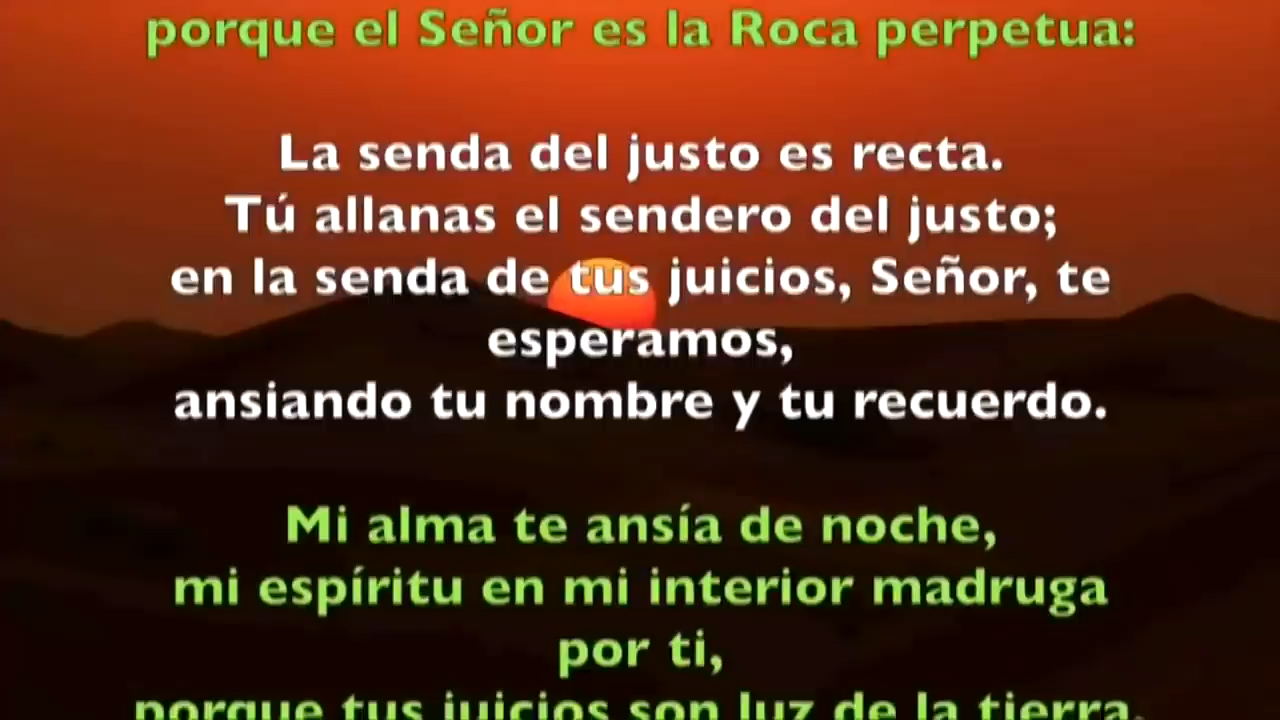 porque el Señor es la Roca perpetua:
La senda del justo es recta.
Tú allanas el sendero del justo;
en la senda de tus juicios, Señor, te
esperamos,
ansiando tu nombre y tu recuerdo.
Mi alma te ansía de noche,
mi espíritu en mi interior madruga
por ti,
porque tus juicios son luz de la tierra,